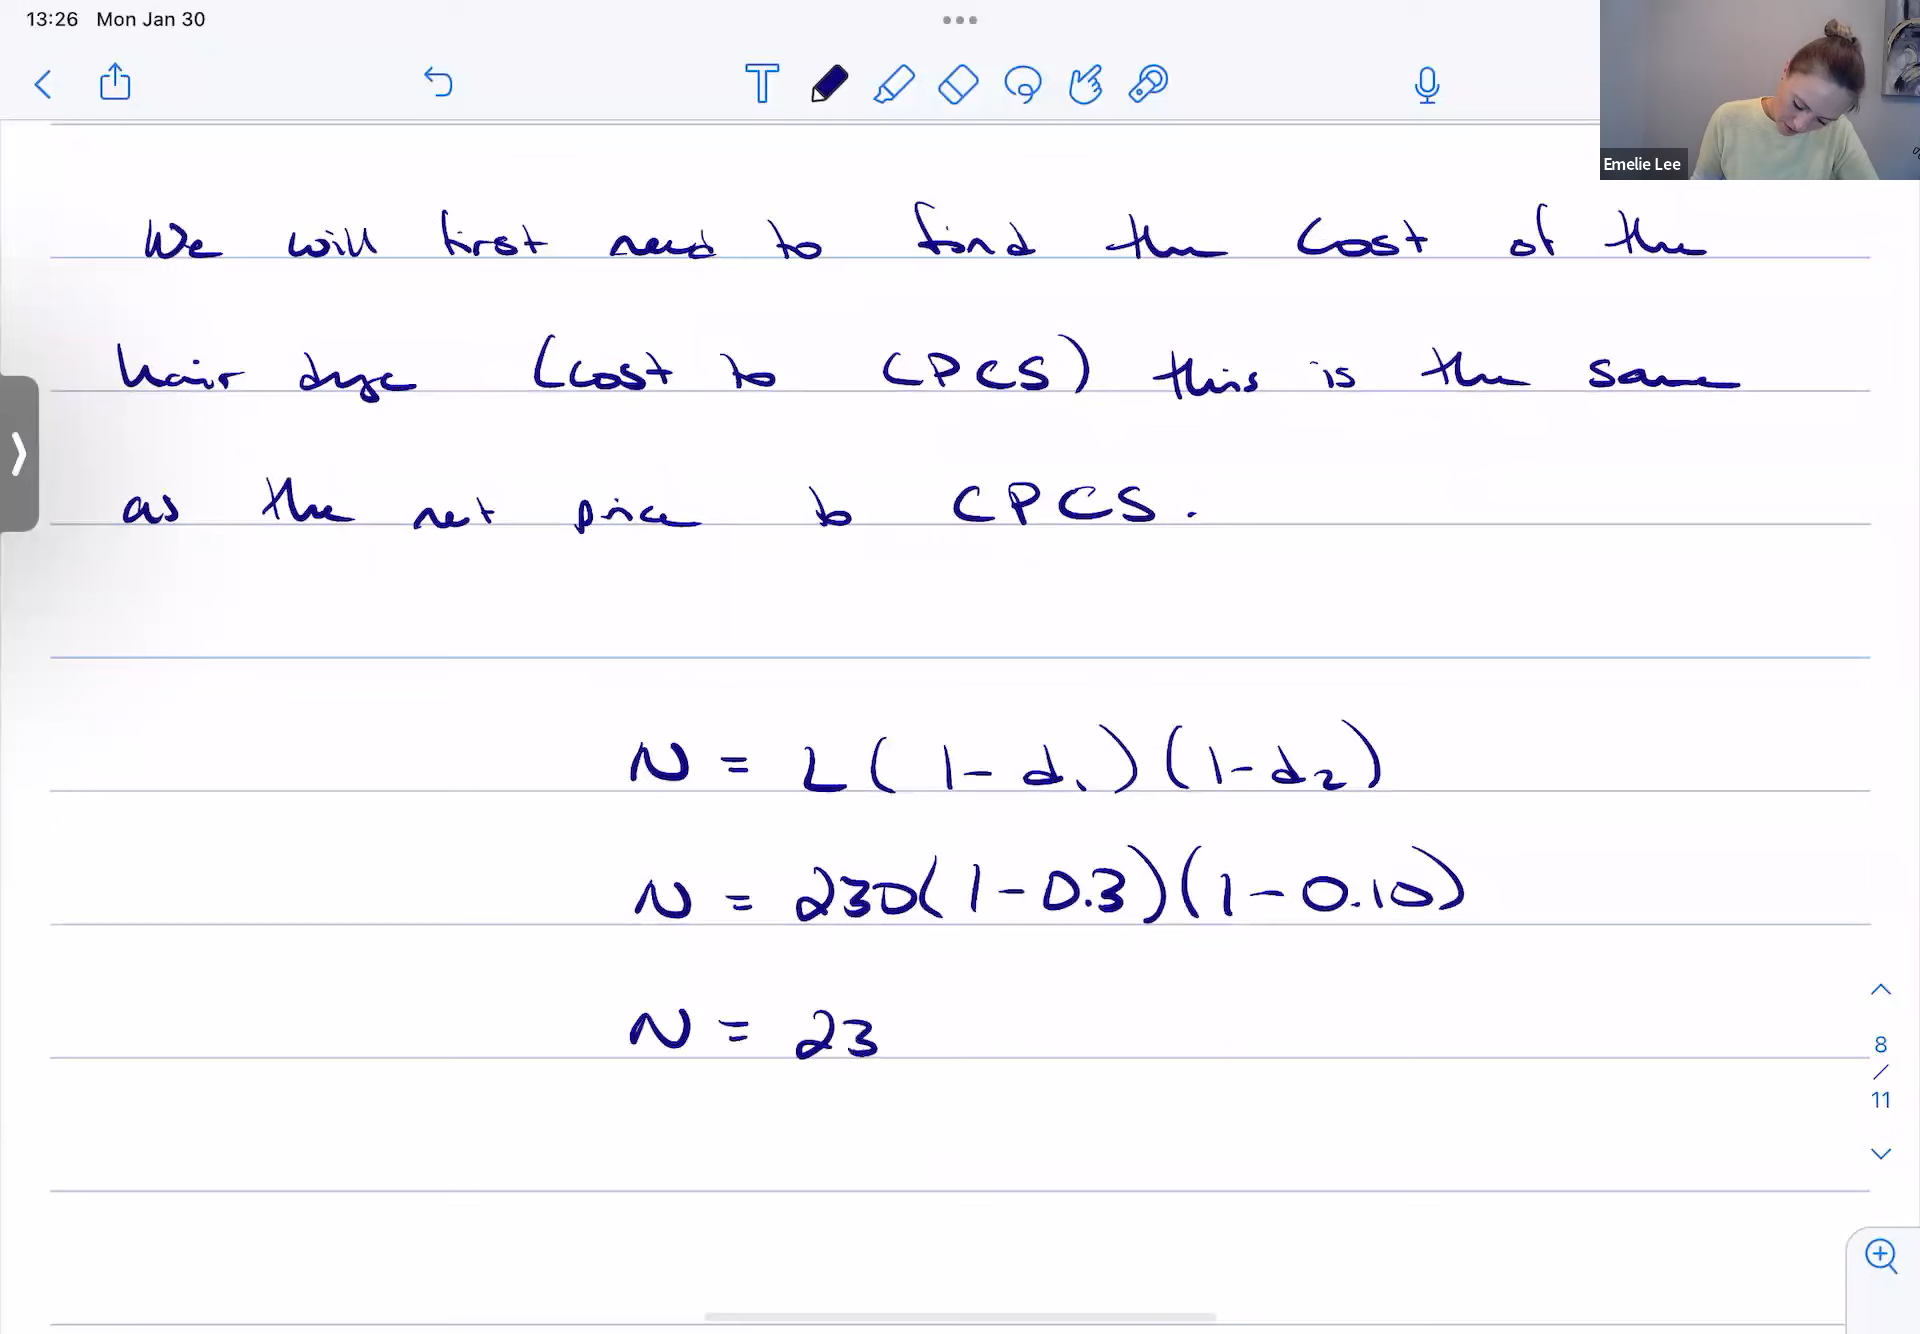 13:26 Mon Jan 30
Emelie Lee
We will first need to find the cost of the
hair dye (cost to CPCS) this is the same
as the net price to CPCS.
N = L(1-d₁)(1-d₂)
N = 230(1-0.3)(1-0.10)
N = 23
8
/
11